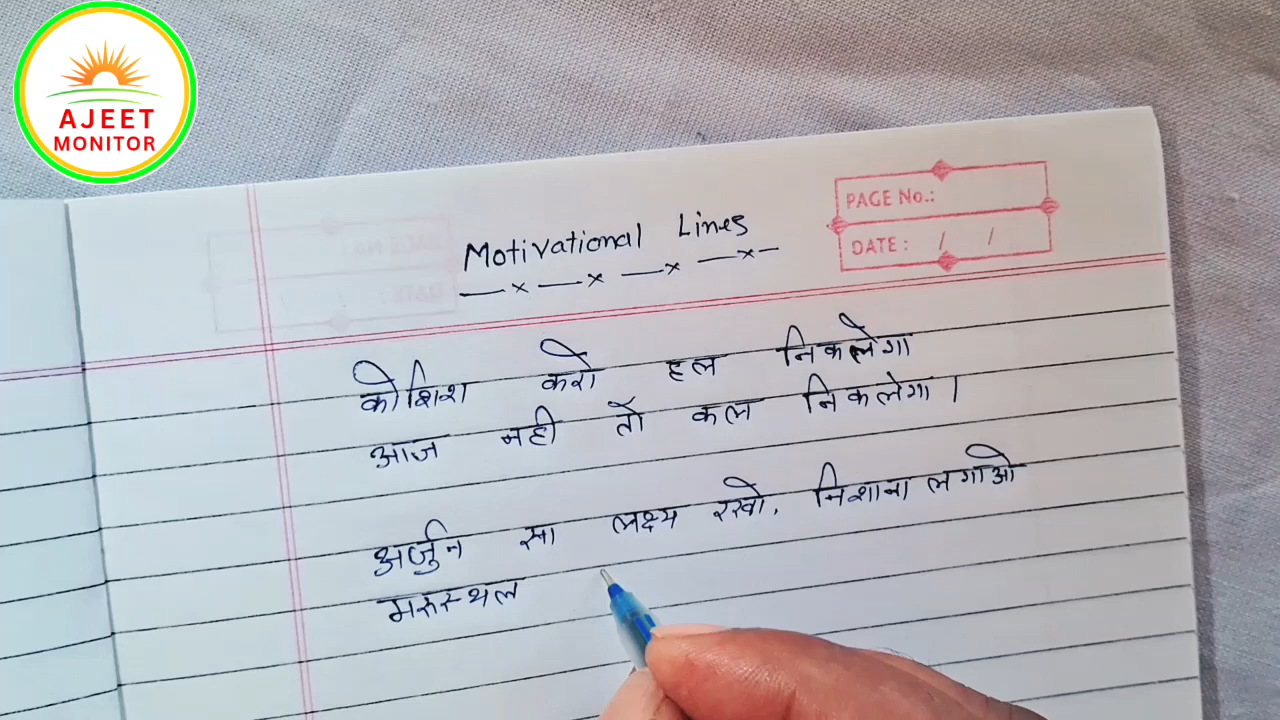 AJEET
MONITOR
PAGE No.:
DATE: / /
Motivational Lines
कोशिश करो हल निकलेगा
आज नही तो कल निकलेगा।
अर्जुन सा लक्ष्य रखो, निशाना लगाओ
मरुस्थल